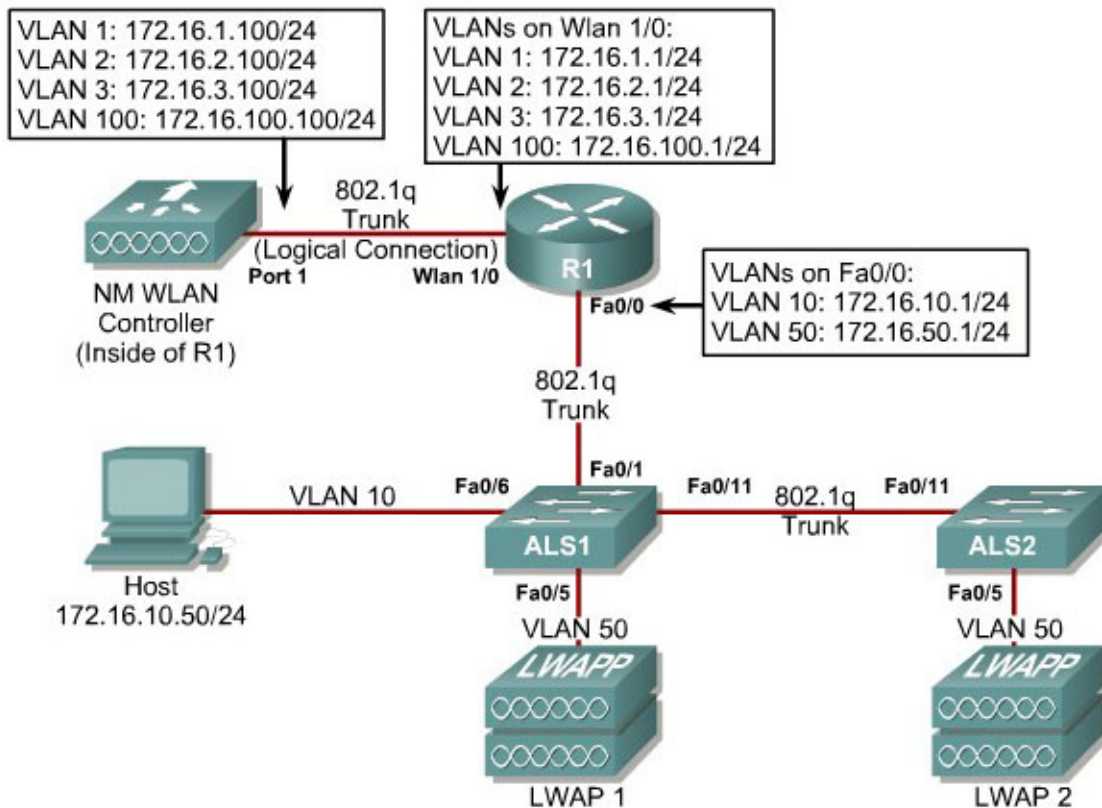 VLAN 1: 172.16.1.100/24
VLAN 2: 172.16.2.100/24
VLAN 3: 172.16.3.100/24
VLAN 100: 172.16.100.100/24
VLANs on Wlan 1/0:
VLAN 1: 172.16.1.1/24
VLAN 2: 172.16.2.1/24
VLAN 3: 172.16.3.1/24
VLAN 100: 172.16.100.1/24
802.1q
Trunk
(Logical Connection)
Port 1
Wlan 1/0
R1
NM WLAN
Controller
(Inside of R1)
Fa0/0
VLANs on Fa0/0:
VLAN 10: 172.16.10.1/24
VLAN 50: 172.16.50.1/24
802.1q
Trunk
Fa0/1
VLAN 10
Fa0/6
Fa0/11
802.1q
Trunk
Fa0/11
ALS1
ALS2
Host
172.16.10.50/24
Fa0/5
VLAN 50
LWAPP
LWAP 1
Fa0/5
VLAN 50
LWAPP
LWAP 2